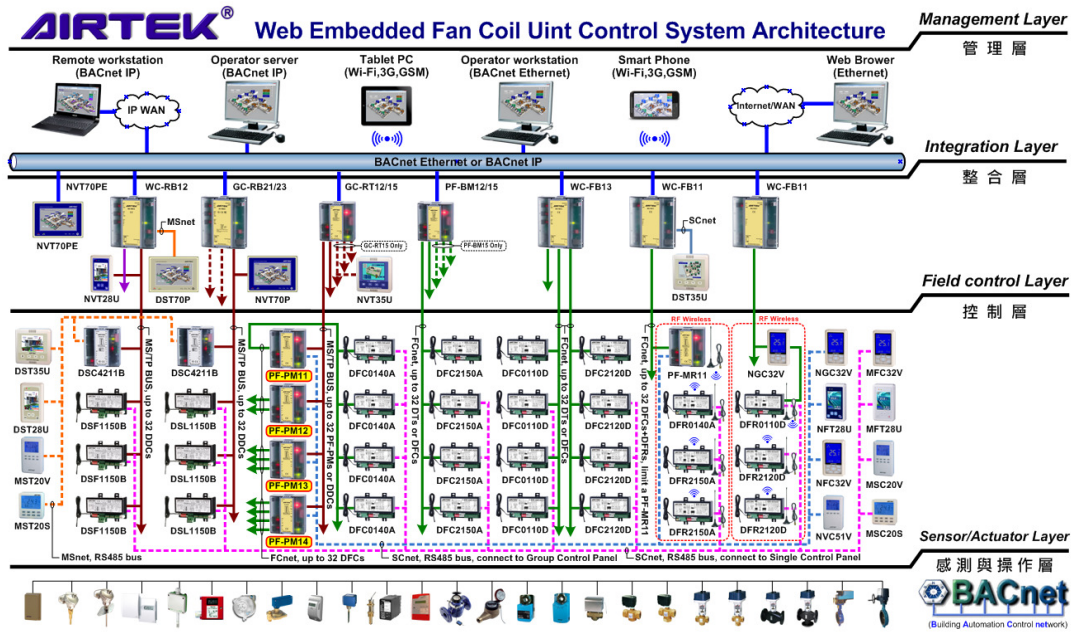 AIRTEK®
Web Embedded Fan Coil Uint Control System Architecture
Management Layer
管理層
Remote workstation
(BACnet IP)
Operator server
(BACnet IP)
Tablet PC
(Wi-Fi,3G,GSM)
Operator workstation
(BACnet Ethernet)
Smart Phone
(Wi-Fi,3G,GSM)
Web Brower
(Ethernet)
IP WAN
Internet/WAN
BACnet Ethernet or BACnet IP
Integration Layer
整合層
NVT70PE
WC-RB12
GC-RB21/23
GC-RT12/15
PF-BM12/15
WC-FB13
WC-FB11
WC-FB11
MSnet
SCnet
GC-RT15 Only
PF-BM15 Only
NVT70PE
NVT28U
DST70P
NVT70P
NVT35U
DST35U
Field control Layer
控制層
RF Wireless
RF Wireless
MS/TP BUS, up to 32 DDCs
MS/TP BUS, up to 32 DDCs
MS/TP BUS, up to 32 PF-PMs or DDCs
FCnet, up to 32 DTs or DFCs
FCnet, up to 32 DTs or DFCs
FCnet, up to 32 DFCs+DFRs, limit a PF-MR11
DST35U
DSC4211B
DSC4211B
PF-PM11
DFC0140A
DFC2150A
DFC0110D
DFC2120D
PF-MR11
NGC32V
NGC32V
MFC32V
DST28U
DSF1150B
DSL1150B
PF-PM12
DFC0140A
DFC2150A
DFC0110D
DFC2120D
DFR0140A
DFR0110D
NFT28U
MFT28U
MST20V
DSF1150B
DSL1150B
PF-PM13
DFC0140A
DFC2150A
DFC0110D
DFC2120D
DFR2150A
DFR2120D
NFC32V
MSC20V
MST20S
DSF1150B
DSL1150B
PF-PM14
DFC0140A
DFC2150A
DFC0110D
DFC2120D
DFR2150A
DFR2120D
NVC51V
MSC20S
MSnet, RS485 bus
FCnet, up to 32 DFCs
SCnet, RS485 bus, connect to Group Control Panel
SCnet, RS485 bus, connect to Single Control Panel
Sensor/Actuator Layer
感測與操作層
BACnet
(Building Automation Control network)